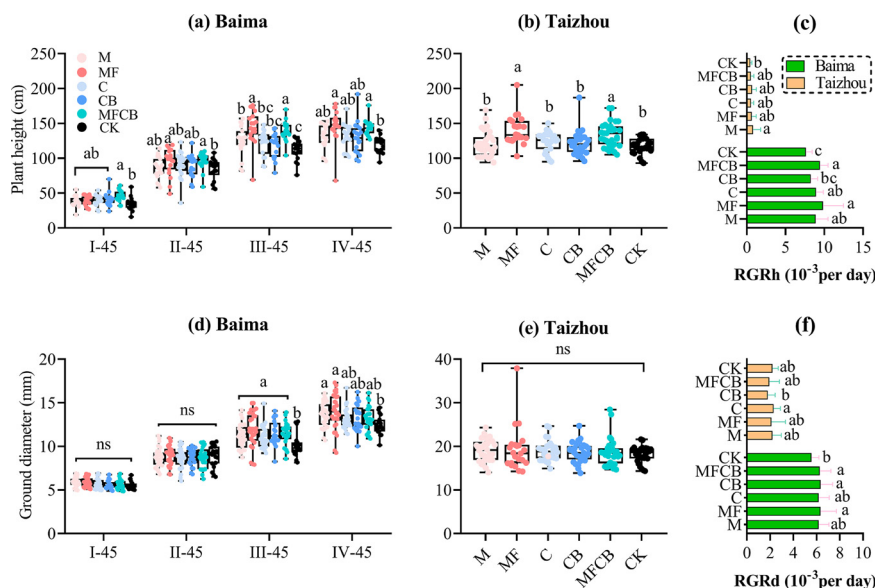 (a) Baima
Plant height (cm)
250
200
150
100
50
0
M
MF
C
CB
MFCB
CK
ab
a
b
ab a ab ab a b
b a bc bc a c
ab a ab ab a b
I-45 II-45 III-45 IV-45
(b) Taizhou
250
200
150
100
50
0
b a b b a b
M MF C CB MFCB CK
(c)
Baima
Taizhou
CK b
MFCB ab
CB ab
C ab
MF ab
M a
CK c
MFCB a
CB bc
C ab
MF a
M ab
0 5 10 15
RGRh (10-3per day)
(d) Baima
Ground diameter (mm)
20
15
10
5
0
ns
ns
a
b
a a ab ab ab b
I-45 II-45 III-45 IV-45
(e) Taizhou
40
30
20
10
0
ns
M MF C CB MFCB CK
(f)
CK ab
MFCB ab
CB b
C a
MF ab
M ab
CK b
MFCB a
CB a
C ab
MF a
M ab
0 2 4 6 8 10
RGRd (10-3per day)